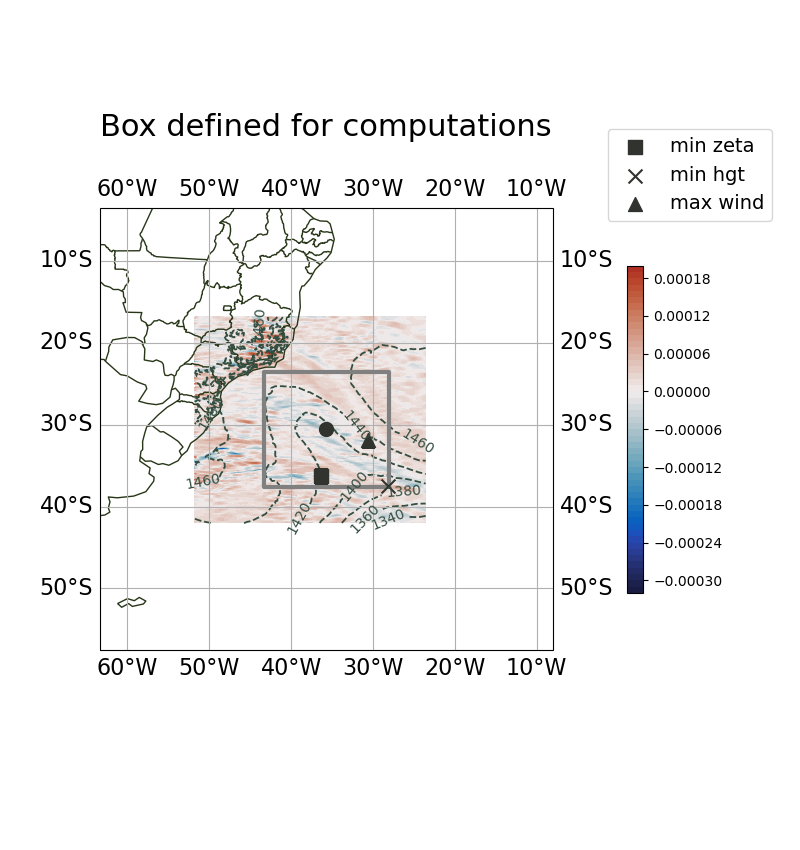 Box defined for computations
min zeta
min hgt
max wind
60°W 50°W 40°W 30°W 20°W 10°W
10°S 10°S
20°S 20°S
30°S 30°S
40°S 40°S
50°S 50°S
60°W 50°W 40°W 30°W 20°W 10°W
1440
1460
1460
1400
1380
1420
1360
1340
0.00018
0.00012
0.00006
0.00000
−0.00006
−0.00012
−0.00018
−0.00024
−0.00030